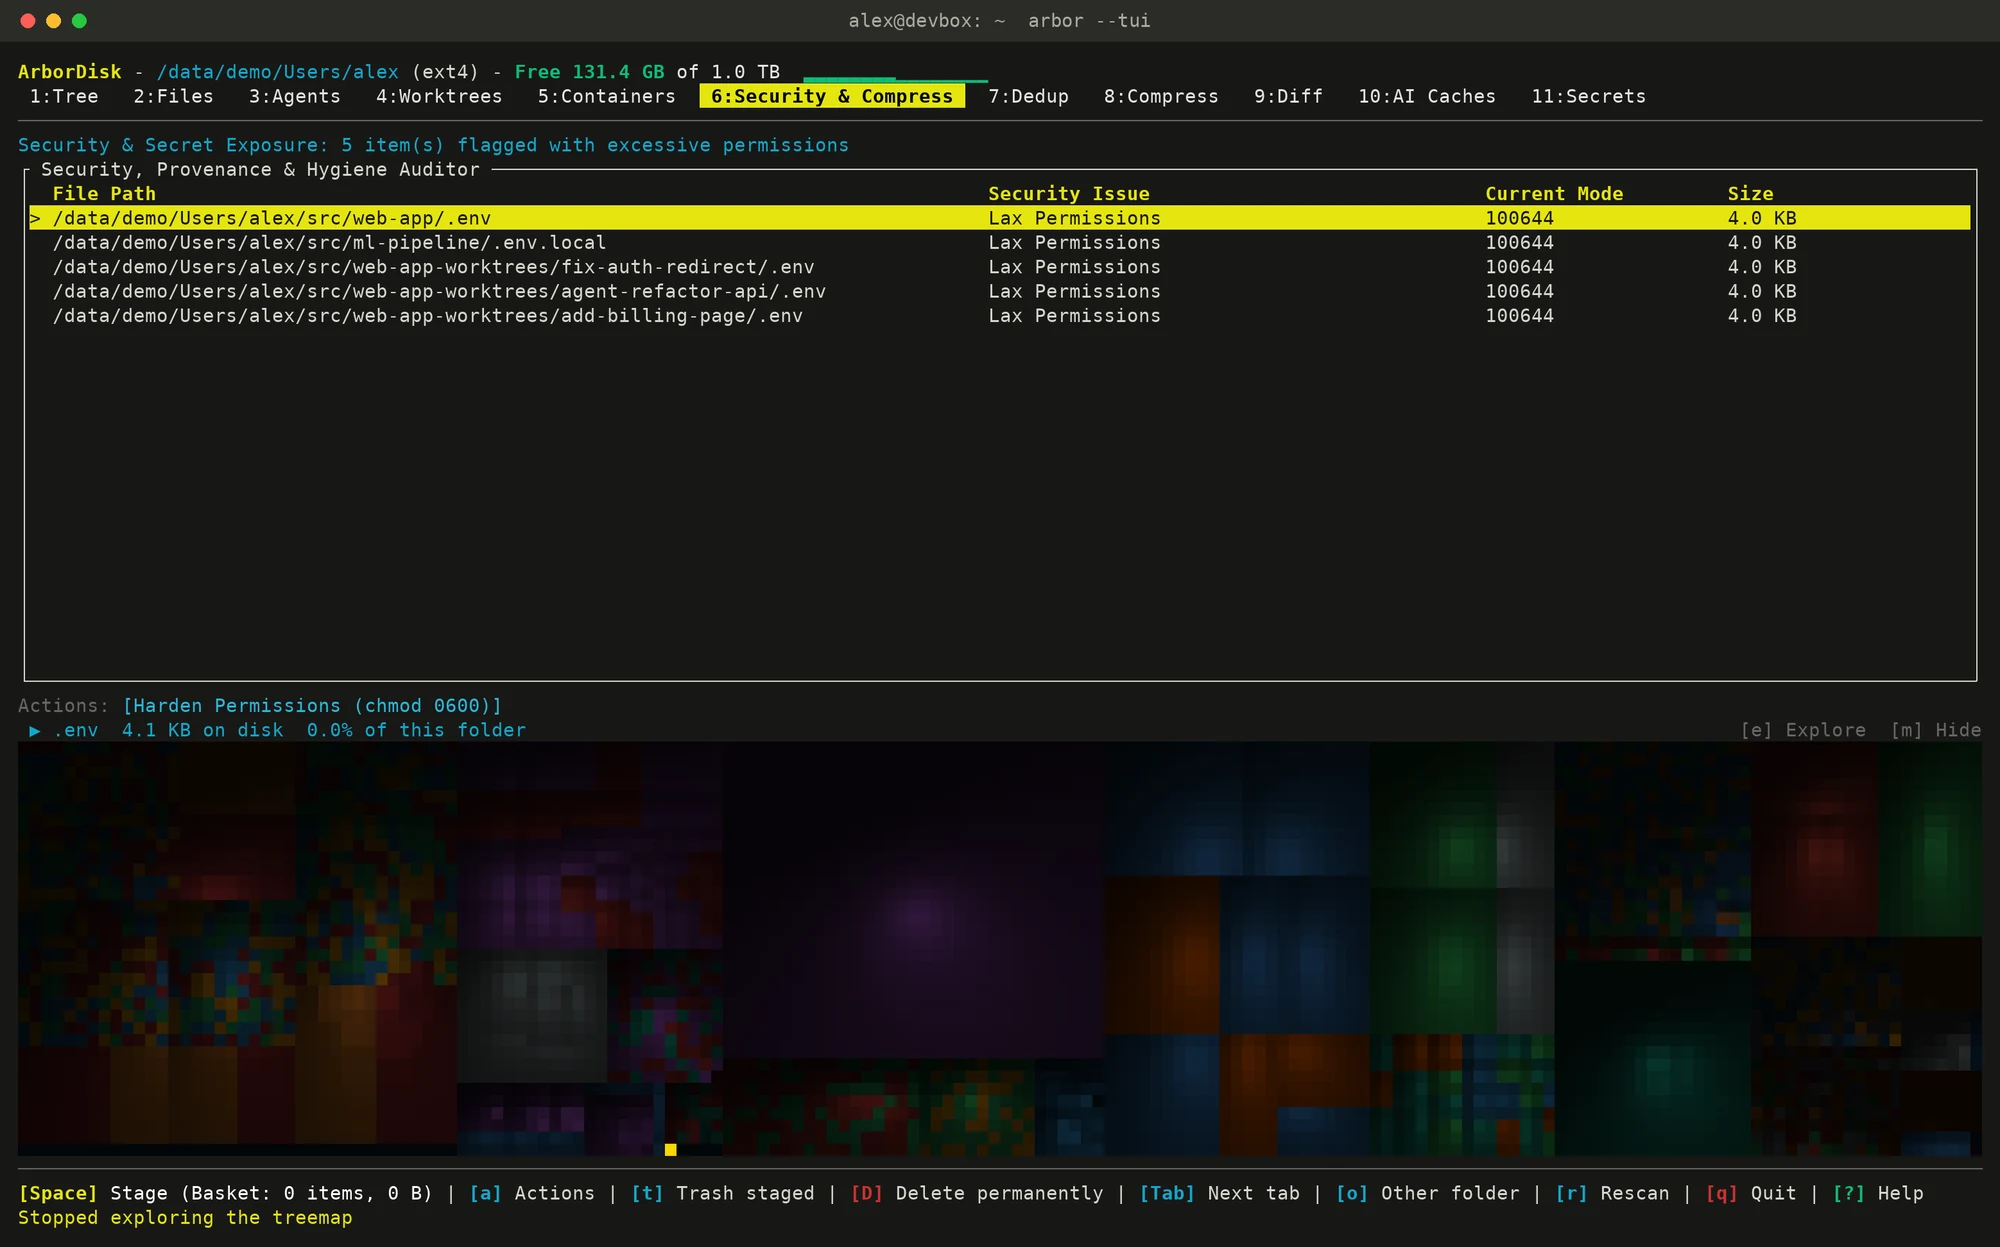 alex@devbox: ~  arbor --tui
ArborDisk - /data/demo/Users/alex (ext4) - Free 131.4 GB of 1.0 TB
1:Tree   2:Files   3:Agents   4:Worktrees   5:Containers   6:Security & Compress   7:Dedup   8:Compress   9:Diff   10:AI Caches   11:Secrets
Security & Secret Exposure: 5 item(s) flagged with excessive permissions
Security, Provenance & Hygiene Auditor
File Path   Security Issue   Current Mode   Size
> /data/demo/Users/alex/src/web-app/.env   Lax Permissions   100644   4.0 KB
/data/demo/Users/alex/src/ml-pipeline/.env.local   Lax Permissions   100644   4.0 KB
/data/demo/Users/alex/src/web-app-worktrees/fix-auth-redirect/.env   Lax Permissions   100644   4.0 KB
/data/demo/Users/alex/src/web-app-worktrees/agent-refactor-api/.env   Lax Permissions   100644   4.0 KB
/data/demo/Users/alex/src/web-app-worktrees/add-billing-page/.env   Lax Permissions   100644   4.0 KB
Actions: [Harden Permissions (chmod 0600)]
▶ .env  4.1 KB on disk  0.0% of this folder   [e] Explore  [m] Hide
[Space] Stage (Basket: 0 items, 0 B) | [a] Actions | [t] Trash staged | [D] Delete permanently | [Tab] Next tab | [o] Other folder | [r] Rescan | [q] Quit | [?] Help
Stopped exploring the treemap